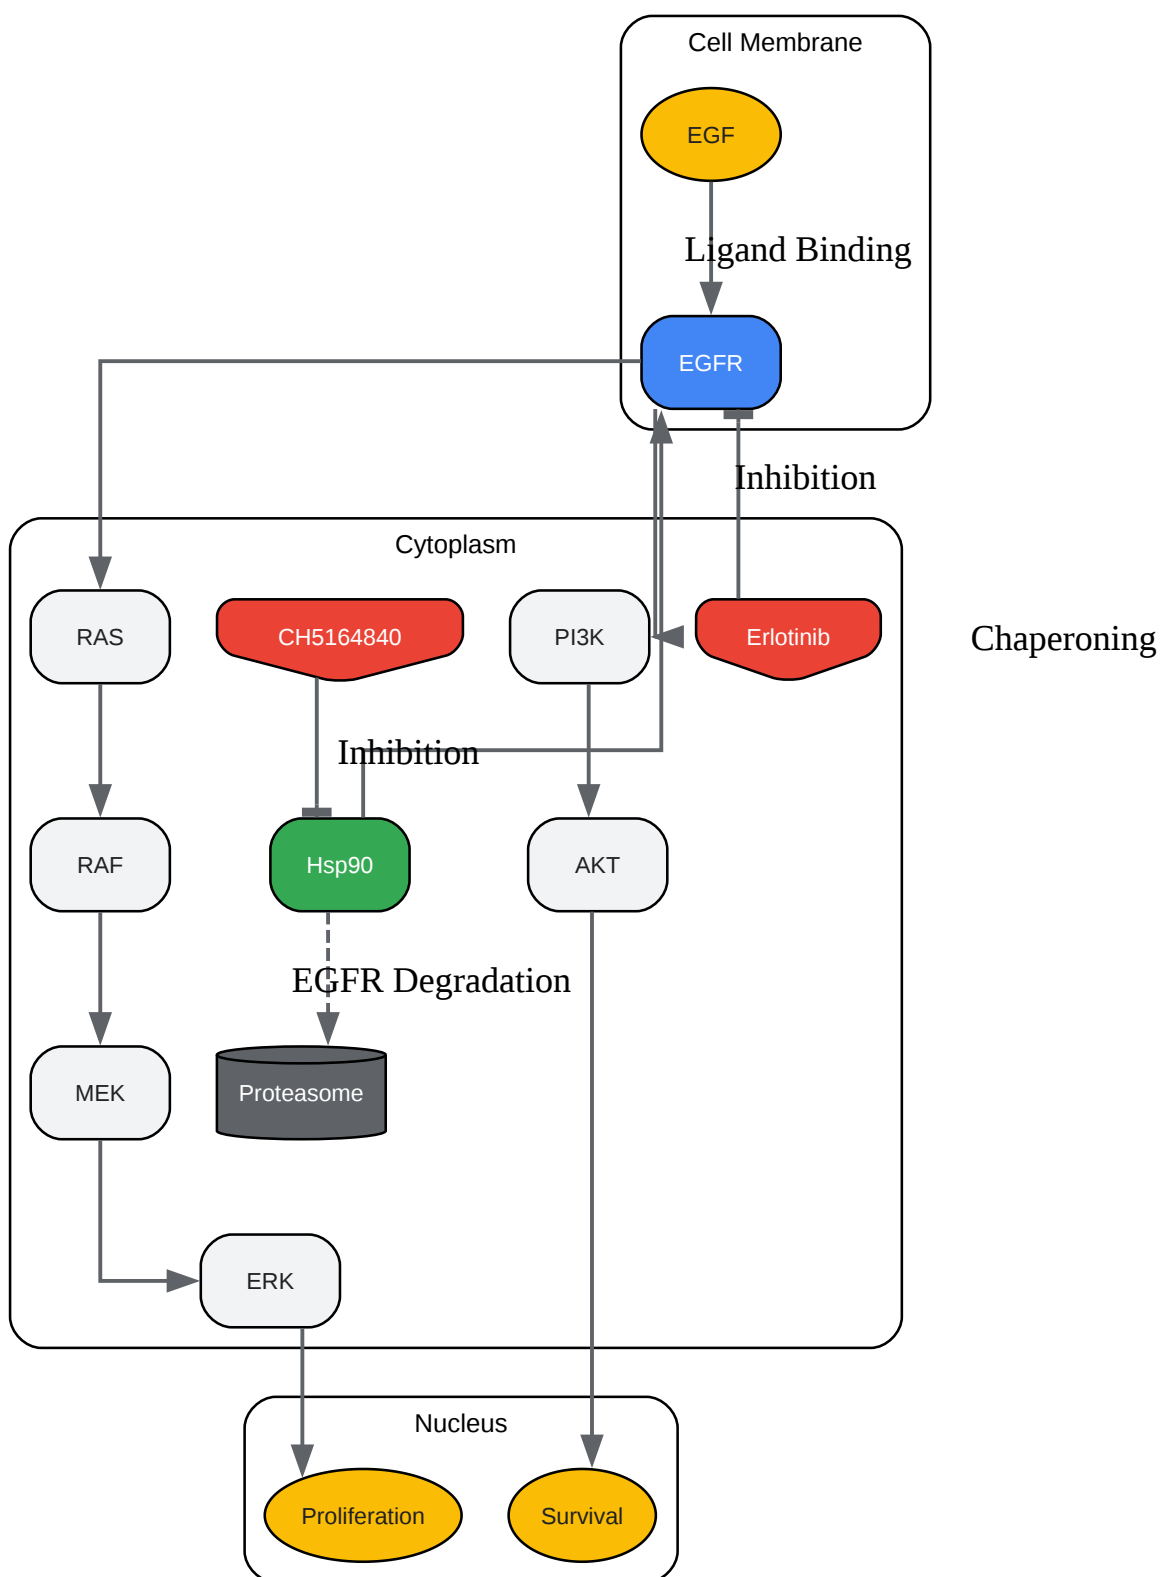 Cell Membrane
EGF
Ligand Binding
EGFR
Inhibition
Cytoplasm
RAS
CH5164840
PI3K
Erlotinib
Chaperoning
Inhibition
RAF
Hsp90
AKT
EGFR Degradation
MEK
Proteasome
ERK
Nucleus
Proliferation
Survival